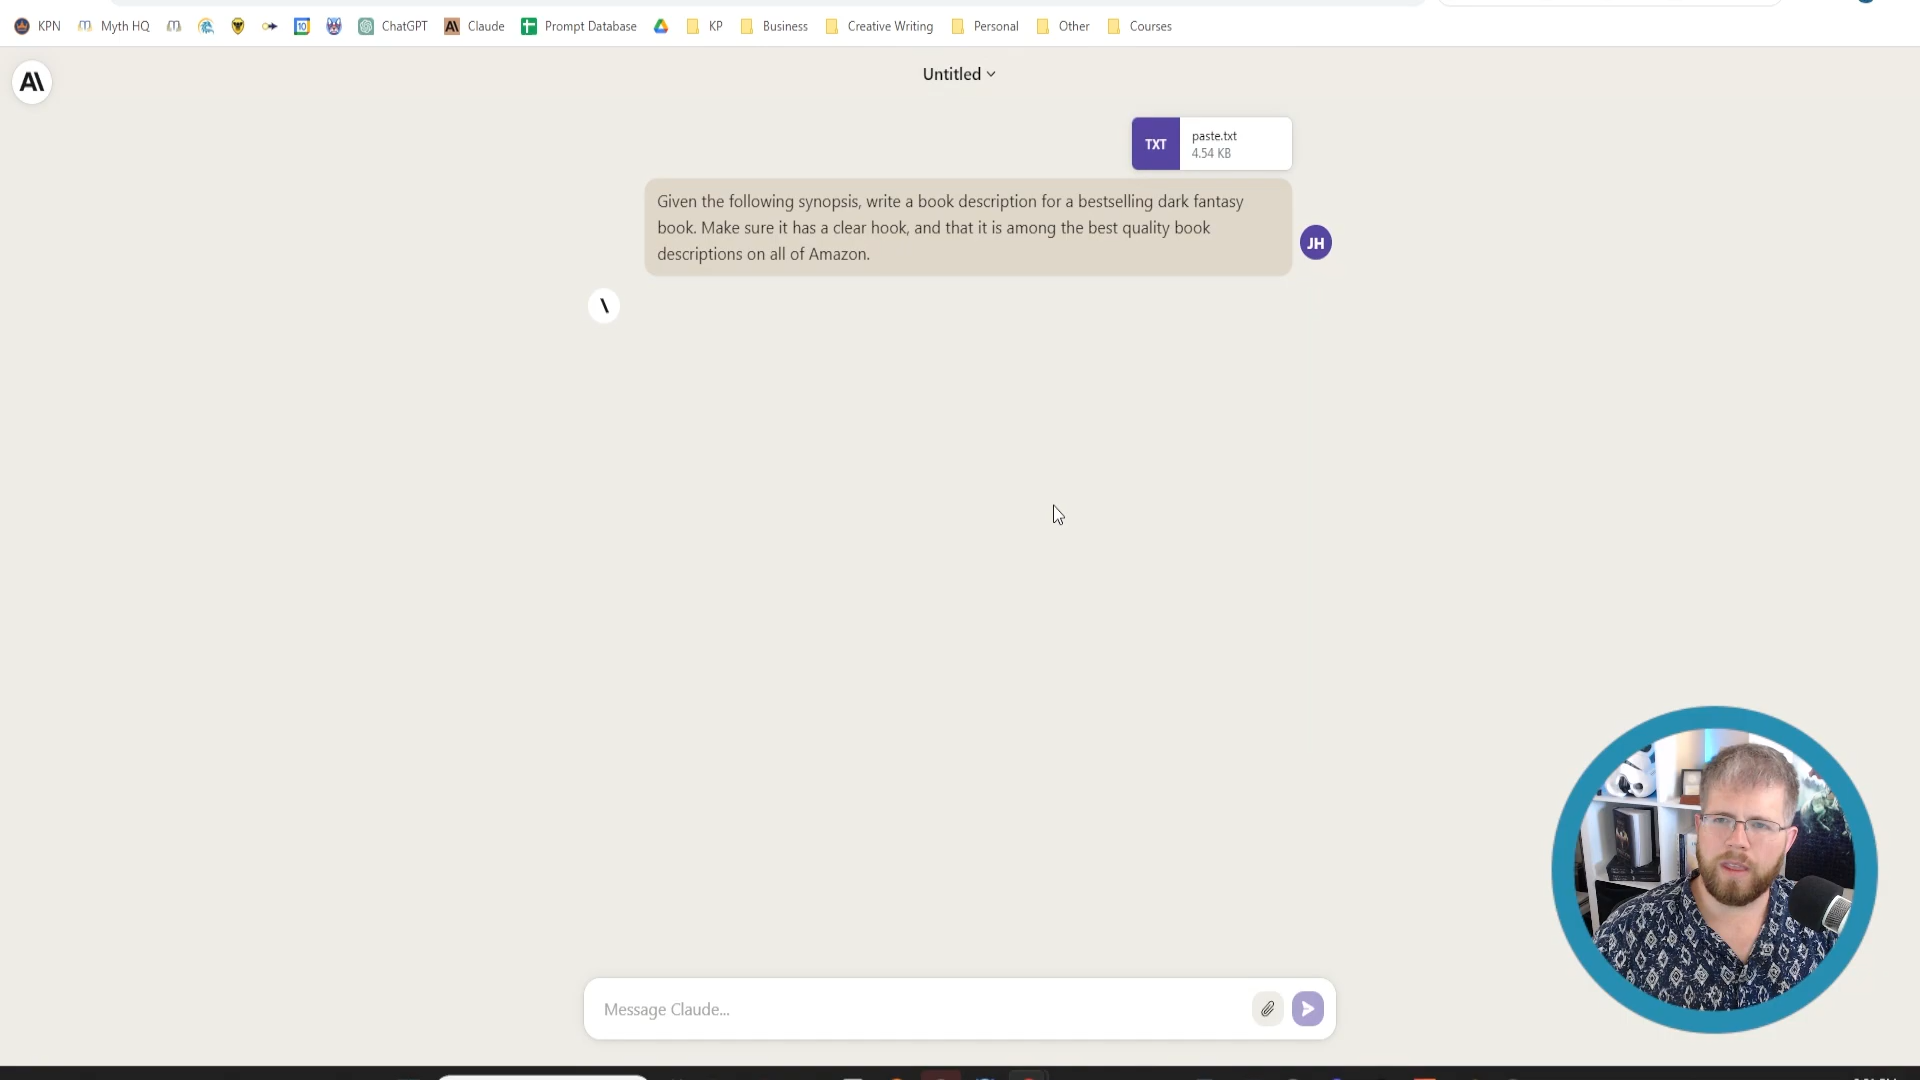 KPN Myth HQ 10 ChatGPT A\ Claude Prompt Database KP Business Creative Writing Personal Other Courses
A\
Untitled
TXT
paste.txt
4.54 KB
Given the following synopsis, write a book description for a bestselling dark fantasy
book. Make sure it has a clear hook, and that it is among the best quality book
descriptions on all of Amazon.
JH
\
Message Claude...